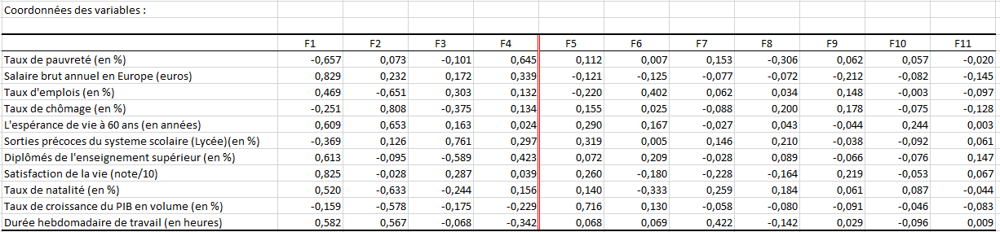 Coordonnées des variables :
F1 F2 F3 F4 F5 F6 F7 F8 F9 F10 F11
Taux de pauvreté (en %) -0,657 0,073 -0,101 0,645 0,112 0,007 0,153 -0,306 0,062 0,057 -0,020
Salaire brut annuel en Europe (euros) 0,829 0,232 0,172 0,339 -0,121 -0,125 -0,077 -0,072 -0,212 -0,082 -0,145
Taux d'emplois (en %) 0,469 -0,651 0,303 0,132 -0,220 0,402 0,062 0,034 0,148 -0,003 -0,097
Taux de chômage (en %) -0,251 0,808 -0,375 0,134 0,155 0,025 -0,088 0,200 0,178 -0,075 -0,128
L'espérance de vie à 60 ans (en années) 0,609 0,653 0,163 0,024 0,290 0,167 -0,027 0,043 -0,044 0,244 0,003
Sorties précoces du systeme scolaire (Lycée)(en %) -0,369 0,126 0,761 0,297 0,319 0,005 0,146 0,210 -0,038 -0,092 0,061
Diplômés de l'enseignement supérieur (en %) 0,613 -0,095 -0,589 0,423 0,072 0,209 -0,028 0,089 -0,066 -0,076 0,147
Satisfaction de la vie (note/10) 0,825 -0,028 0,287 0,039 0,260 -0,180 -0,228 -0,164 0,219 -0,053 0,067
Taux de natalité (en %) 0,520 -0,633 -0,244 0,156 0,140 -0,333 0,259 0,184 0,061 0,087 -0,044
Taux de croissance du PIB en volume (en %) -0,159 -0,578 -0,175 -0,229 0,716 0,130 -0,058 -0,080 -0,091 -0,046 -0,083
Durée hebdomadaire de travail (en heures) 0,582 0,567 -0,068 -0,342 0,068 0,069 0,422 -0,142 0,029 -0,096 0,009